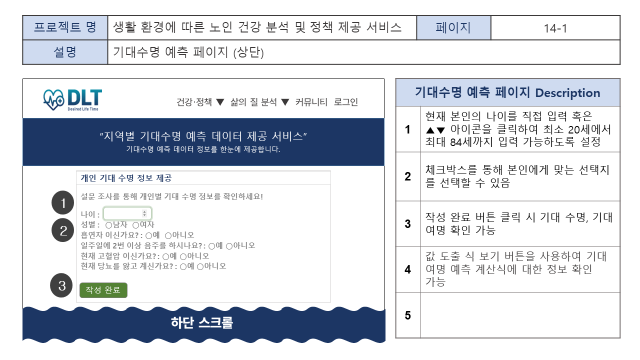 프로젝트 명 생활 환경에 따른 노인 건강 분석 및 정책 제공 서비스 페이지 14-1
설명 기대수명 예측 페이지 (상단)
DLT
Desired Life Time
건강·정책 ▼ 삶의 질 분석 ▼ 커뮤니티 로그인
"지역별 기대수명 예측 데이터 제공 서비스"
기대수명 예측 데이터 정보를 한눈에 제공합니다.
개인 기대 수명 정보 제공
설문 조사를 통해 개인별 기대 수명 정보를 확인하세요!
1
나이 :
2
성별 : ○남자 ○여자
흡연자 이신가요? : ○예 ○아니오
일주일에 2번 이상 음주를 하시나요? : ○예 ○아니오
현재 고혈압 이신가요? : ○예 ○아니오
현재 당뇨를 앓고 계신가요? : ○예 ○아니오
3
작성 완료
하단 스크롤
기대수명 예측 페이지 Description
1
현재 본인의 나이를 직접 입력 혹은
▲▼ 아이콘을 클릭하여 최소 20세에서
최대 84세까지 입력 가능하도록 설정
2
체크박스를 통해 본인에게 맞는 선택지
를 선택할 수 있음
3
작성 완료 버튼 클릭 시 기대 수명, 기대
여명 확인 가능
4
값 도출 식 보기 버튼을 사용하여 기대
여명 예측 계산식에 대한 정보 확인
가능
5